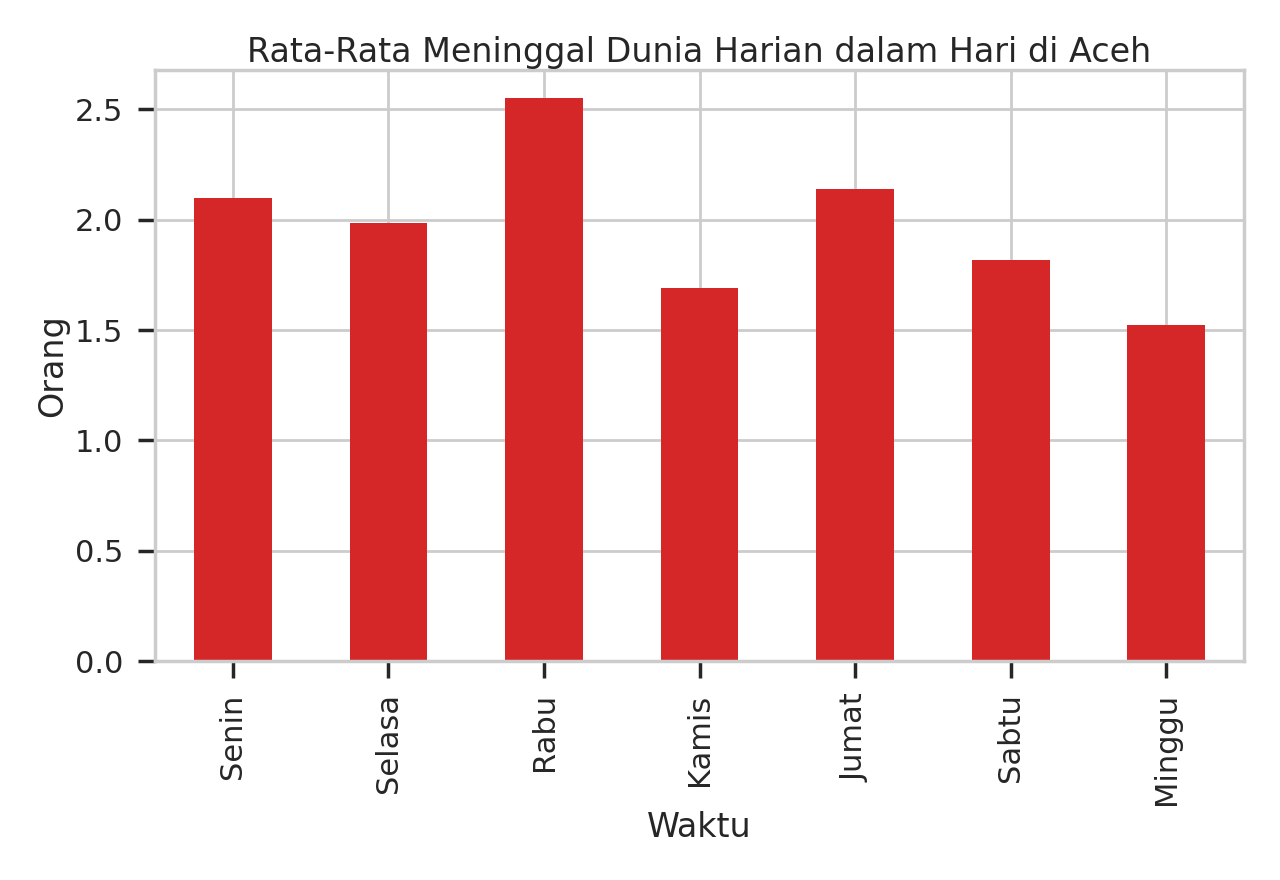 Rata-Rata Meninggal Dunia Harian dalam Hari di Aceh
Orang
2.5
2.0
1.5
1.0
0.5
0.0
Senin
Selasa
Rabu
Kamis
Jumat
Sabtu
Minggu
Waktu